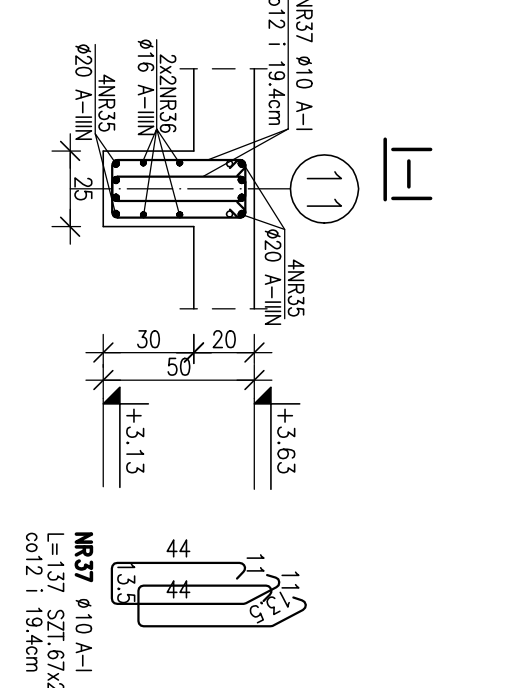 I-I
11
NR37 ø10 A-I
co12 i 19.4cm
2x2NR36
ø16 A-IIIN
4NR35
ø20 A-IIIN
25
4NR35
ø20 A-IIIN
30
20
50
+3.13
+3.63
44
11
13.5
44
11
13.5
NR37 ø10 A-I
L=137 SZT.67x2
co12 i 19.4cm